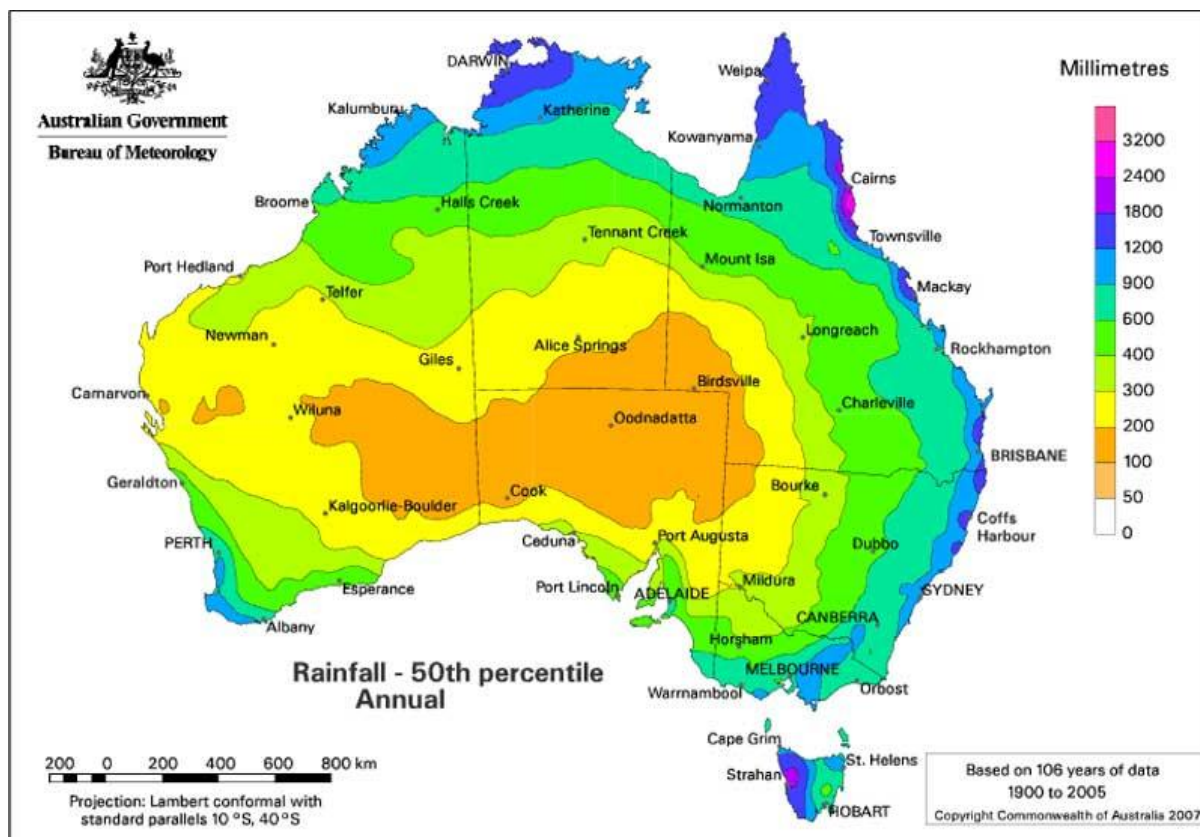 Australian Government
Bureau of Meteorology
DARWIN
Weipa
Millimetres
Kalumburu
Katherine
Kowanyama
3200
2400
1800
1200
900
600
400
300
200
100
50
0
Cairns
Broome
Halls Creek
Normanton
Townsville
Tennant Creek
Port Hedland
Mount Isa
Mackay
Telfer
Newman
Longreach
Giles
Alice Springs
Rockhampton
Birdsville
Carnarvon
Wiluna
Charleville
Oodnadatta
BRISBANE
Geraldton
Bourke
Kalgoorlie-Boulder
Cook
Coffs
Harbour
PERTH
Ceduna
Port Augusta
Dubbo
Esperance
Port Lincoln
ADELAIDE
Mildura
SYDNEY
Albany
CANBERRA
Horsham
Rainfall - 50th percentile
Annual
MELBOURNE
Warrnambool
Orbost
Cape Grim
St. Helens
Strahan
HOBART
200 0 200 400 600 800 km
Projection: Lambert conformal with
standard parallels 10 °S, 40 °S
Based on 106 years of data
1900 to 2005
Copyright Commonwealth of Australia 2007